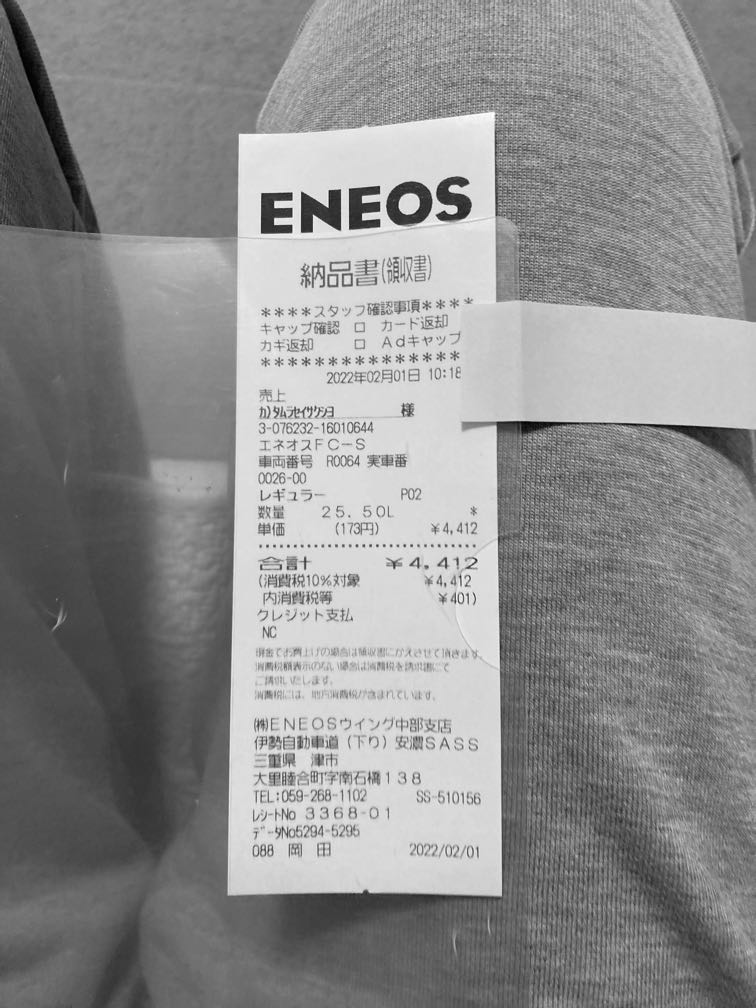 ENEOS
納品書(領収書)
****スタッフ確認事項****
キャップ確認 □ カード返却
カギ返却 □ Adキャップ
****************
2022年02月01日 10:18
売上
カ)タムラセイサクシヨ 様
3-076232-16010644
エネオスFC-S
車両番号 R0064 実車番
0026-00
レギュラー P02
数量 25.50L *
単価 (173円) ¥4,412
合計 ¥4,412
(消費税10%対象 ¥4,412
内消費税等 ¥401)
クレジット支払
NC
現金でお買上げの場合は領収書にかえさせて頂きます。
消費税額表示のない場合は消費税を請求書にて
ご請求いたします。
消費税には、地方消費税が含まれています。
㈱ENEOSウイング中部支店
伊勢自動車道(下り)安濃SASS
三重県 津市
大里睦合町字南石橋138
TEL:059-268-1102 SS-510156
レシートNo 3368-01
データNo5294-5295
088 岡田 2022/02/01